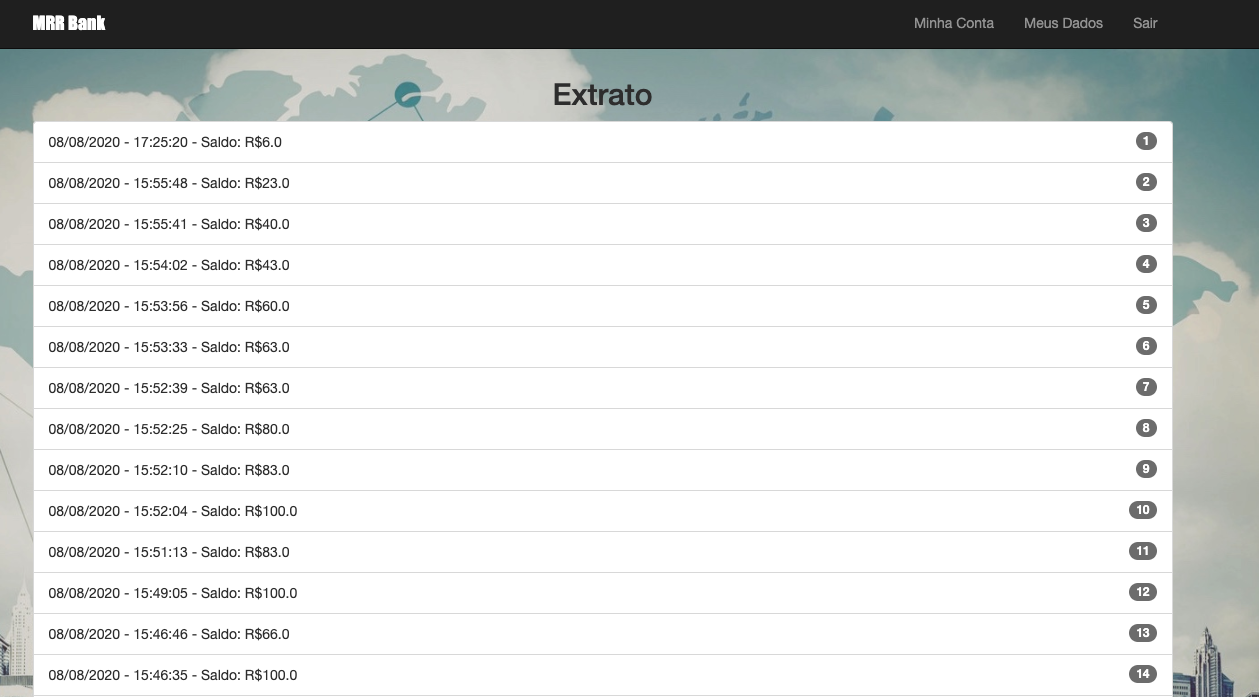 MRR Bank Minha Conta Meus Dados Sair
Extrato
08/08/2020 - 17:25:20 - Saldo: R$6.0 1
08/08/2020 - 15:55:48 - Saldo: R$23.0 2
08/08/2020 - 15:55:41 - Saldo: R$40.0 3
08/08/2020 - 15:54:02 - Saldo: R$43.0 4
08/08/2020 - 15:53:56 - Saldo: R$60.0 5
08/08/2020 - 15:53:33 - Saldo: R$63.0 6
08/08/2020 - 15:52:39 - Saldo: R$63.0 7
08/08/2020 - 15:52:25 - Saldo: R$80.0 8
08/08/2020 - 15:52:10 - Saldo: R$83.0 9
08/08/2020 - 15:52:04 - Saldo: R$100.0 10
08/08/2020 - 15:51:13 - Saldo: R$83.0 11
08/08/2020 - 15:49:05 - Saldo: R$100.0 12
08/08/2020 - 15:46:46 - Saldo: R$66.0 13
08/08/2020 - 15:46:35 - Saldo: R$100.0 14